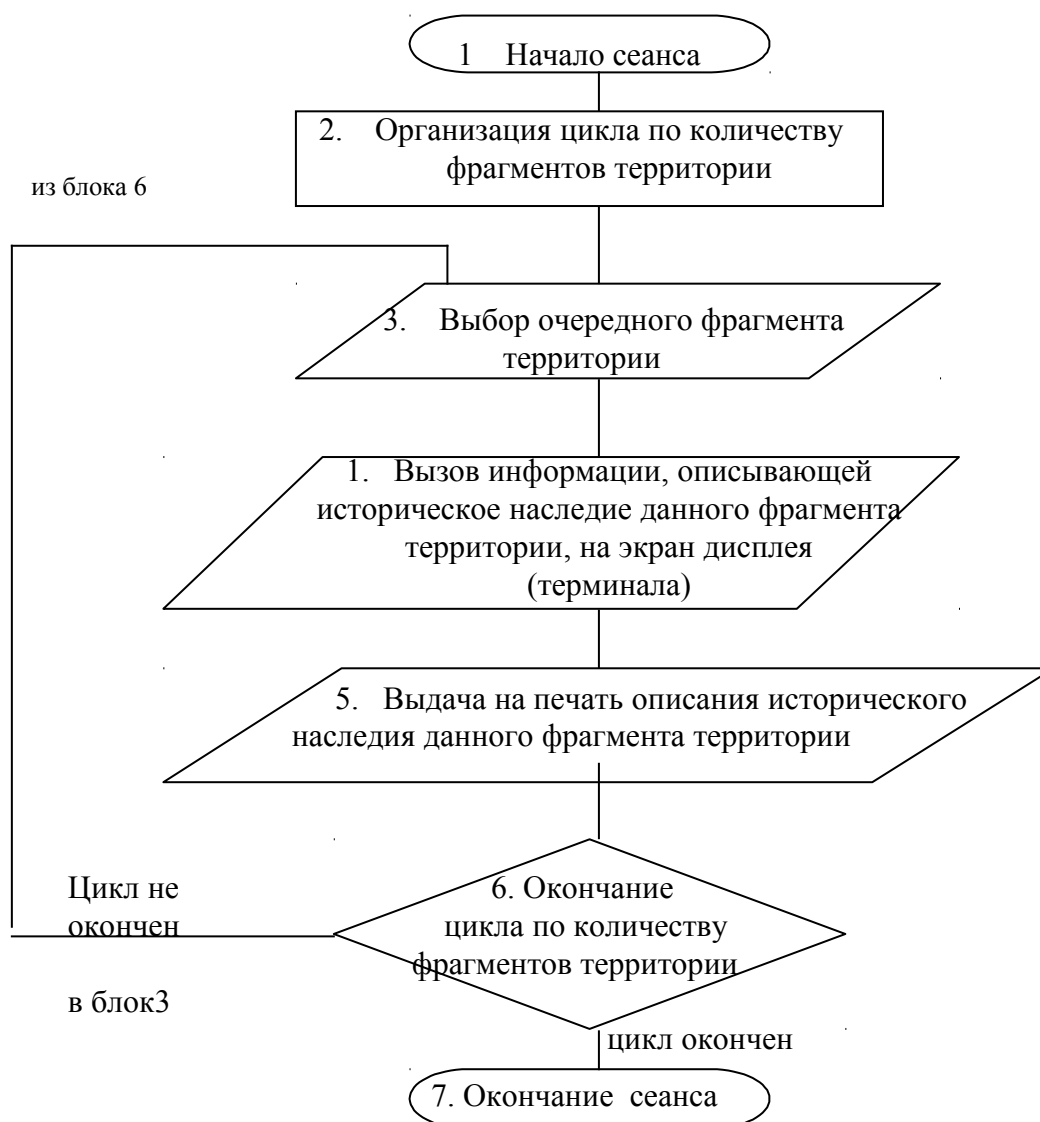 1 Начало сеанса
2. Организация цикла по количеству
фрагментов территории
из блока 6
3. Выбор очередного фрагмента
территории
1. Вызов информации, описывающей
историческое наследие данного фрагмента
территории, на экран дисплея
(терминала)
5. Выдача на печать описания исторического
наследия данного фрагмента территории
Цикл не
окончен
6. Окончание
цикла по количеству
фрагментов территории
в блок3
цикл окончен
7. Окончание сеанса